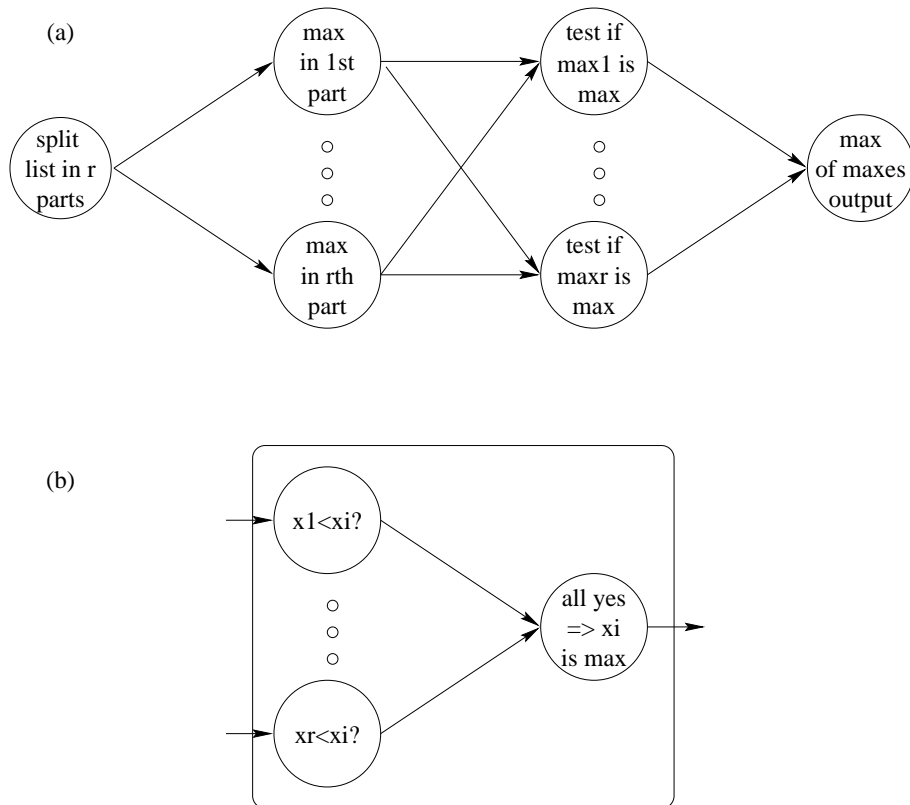 (a)
max
in 1st
part
test if
max1 is
max
split
list in r
parts
max
of maxes
output
max
in rth
part
test if
maxr is
max
(b)
x1<xi?
all yes
=> xi
is max
xr<xi?